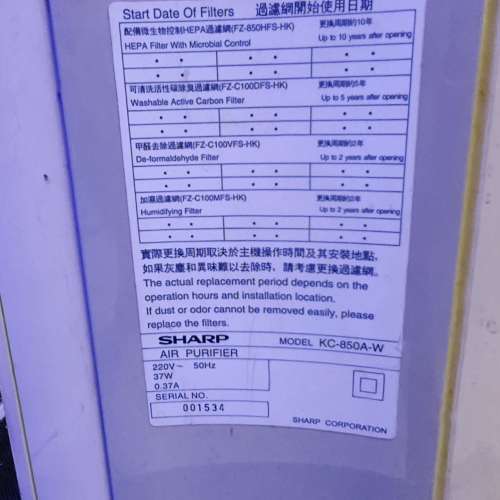 Start Date Of Filters 過濾網開始使用日期
配備微生物控制HEPA過濾網(FZ-850HFS-HK) 更換周期約10年
HEPA Filter With Microbial Control Up to 10 years after opening
可清洗活性碳除臭過濾網(FZ-C100DFS-HK) 更換周期約5年
Washable Active Carbon Filter Up to 5 years after opening
甲醛去除過濾網(FZ-C100VFS-HK) 更換周期約2年
De-formaldehyde Filter Up to 2 years after opening
加濕過濾網(FZ-C100MFS-HK) 更換周期約2年
Humidifying Filter Up to 2 years after opening
實際更換周期取決於主機操作時間及其安裝地點,
如果灰塵和異味難以去除時, 請考慮更換過濾網。
The actual replacement period depends on the
operation hours and installation location.
If dust or odor cannot be removed easily, please
replace the filters.
SHARP MODEL KC-850A-W
AIR PURIFIER
220V~ 50Hz
37W
0.37A
SERIAL NO.
001534
SHARP CORPORATION